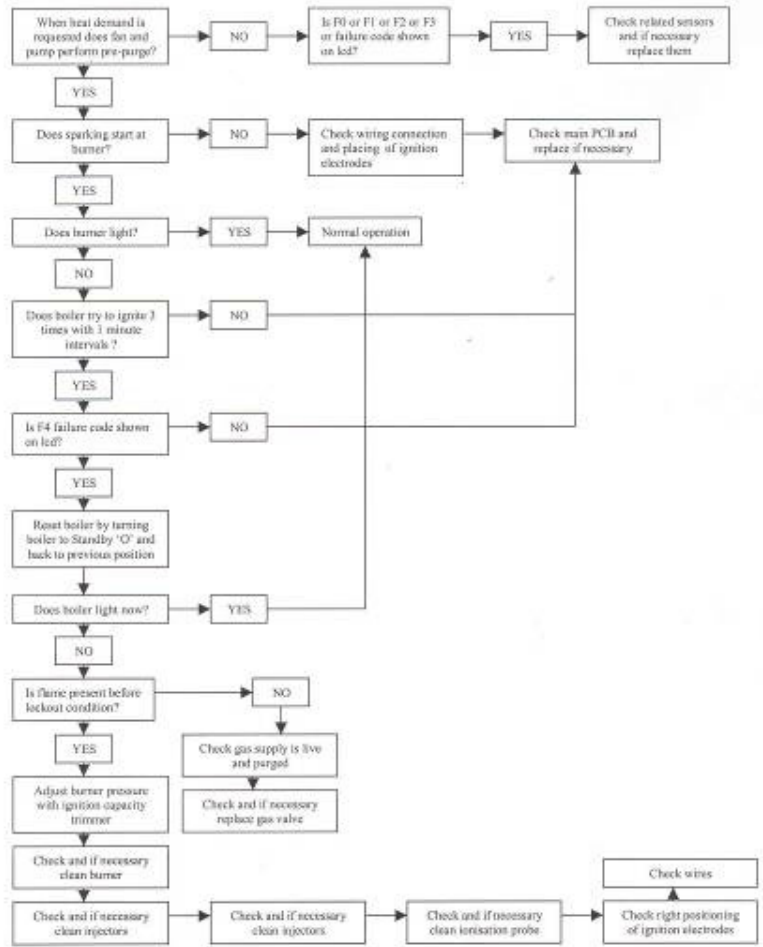 When heat demand is
requested does fan and
pump perform pre-purge?
NO
Is F0 or F1 or F2 or F3
or failure code shown
on lcd?
YES
Check related sensors
and if necessary
replace them
YES
Does sparking start at
burner?
NO
Check wiring connection
and placing of ignition
electrodes
Check main PCB and
replace if necessary
YES
Does burner light?
YES
Normal operation
NO
Does boiler try to ignite 3
times with 1 minute
intervals ?
NO
YES
Is F4 failure code shown
on lcd?
NO
YES
Reset boiler by turning
boiler to Standby ‘O’ and
back to previous position
Does boiler light now?
YES
NO
Is flame present before
lockout condition?
NO
YES
Check gas supply is live
and purged
Adjust burner pressure
with ignition capacity
trimmer
Check and if necessary
replace gas valve
Check and if necessary
clean burner
Check wires
Check and if necessary
clean injectors
Check and if necessary
clean injectors
Check and if necessary
clean ionisation probe
Check right positioning
of ignition electrodes